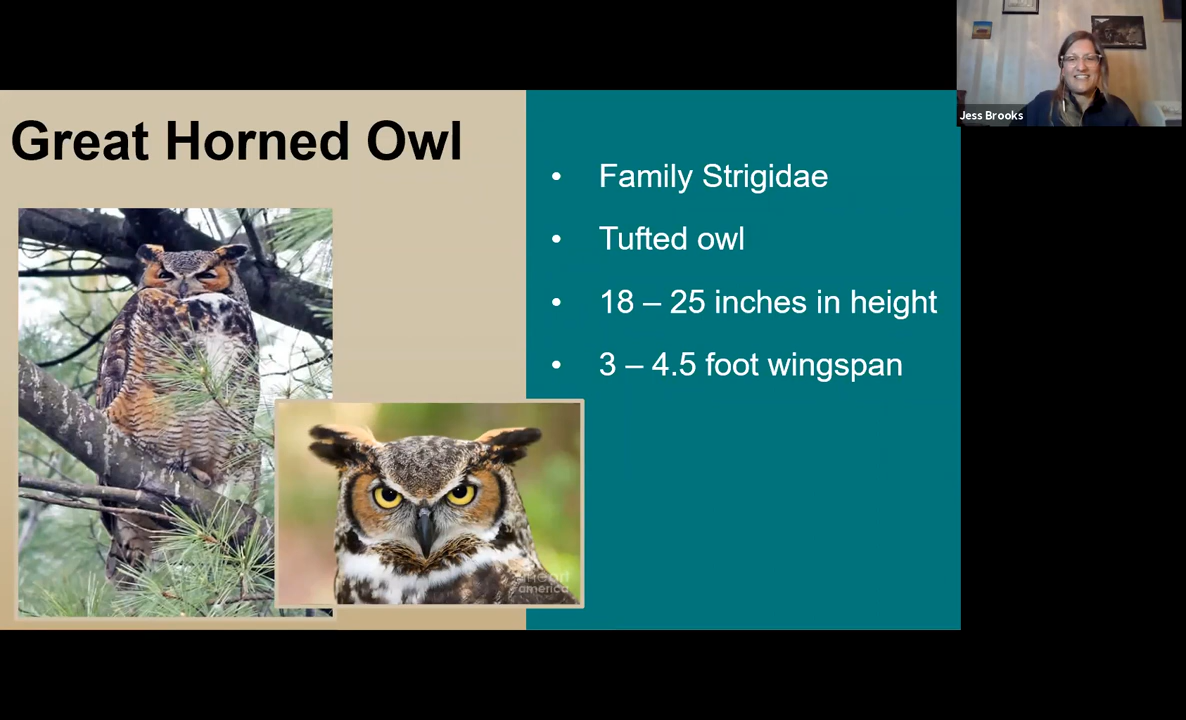 Great Horned Owl
• Family Strigidae
• Tufted owl
• 18 – 25 inches in height
• 3 – 4.5 foot wingspan
america
Jess Brooks